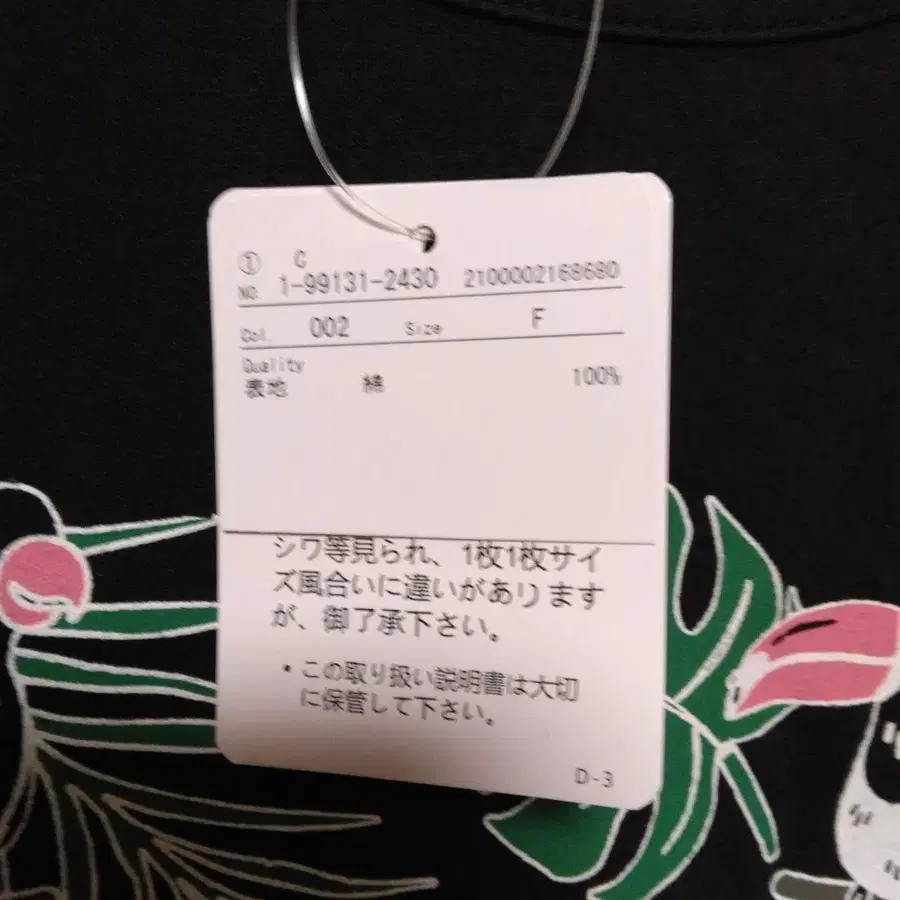 ① C
NO. 1-99131-2430 2100002168680
Col. 002 Size F
Quality
表地 綿 100%
シワ等見られ、1枚1枚サイ
ズ風合いに違いがあります
が、御了承下さい。
・この取り扱い説明書は大切
に保管して下さい。
D-3